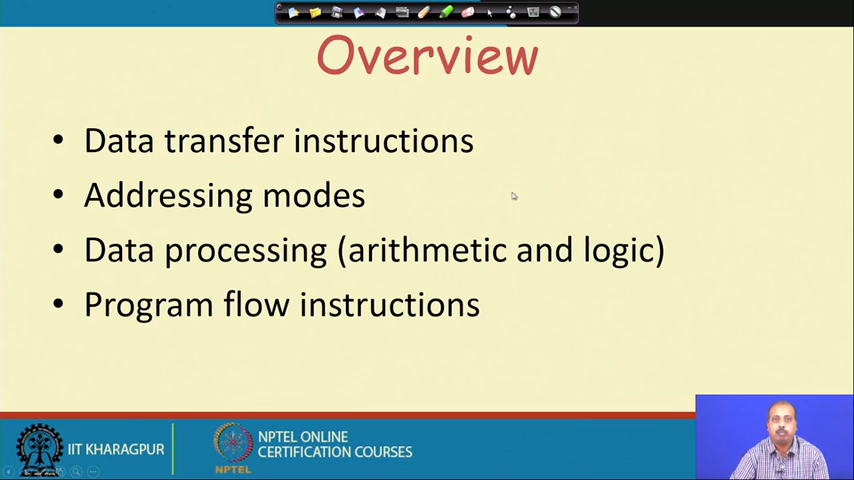 Overview
• Data transfer instructions
• Addressing modes
• Data processing (arithmetic and logic)
• Program flow instructions
IIT KHARAGPUR
NPTEL
NPTEL ONLINE
CERTIFICATION COURSES